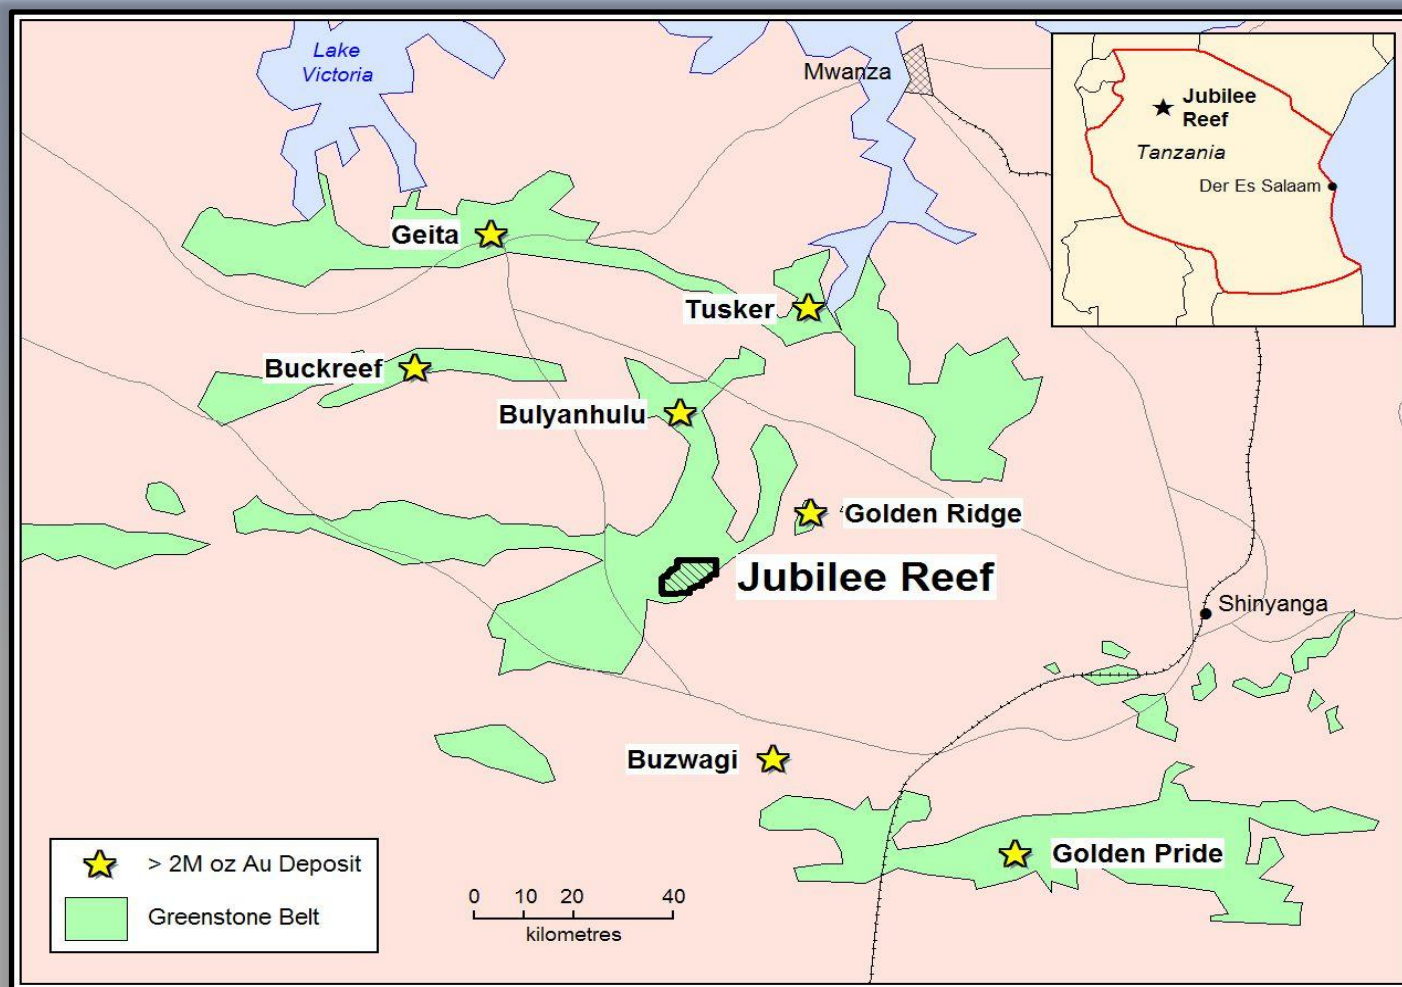 Lake
Victoria
Mwanza
Jubilee
Reef
Tanzania
Der Es Salaam
Geita
Tusker
Buckreef
Bulyanhulu
Golden Ridge
Jubilee Reef
Shinyanga
Buzwagi
Golden Pride
> 2M oz Au Deposit
Greenstone Belt
0 10 20 40
kilometres